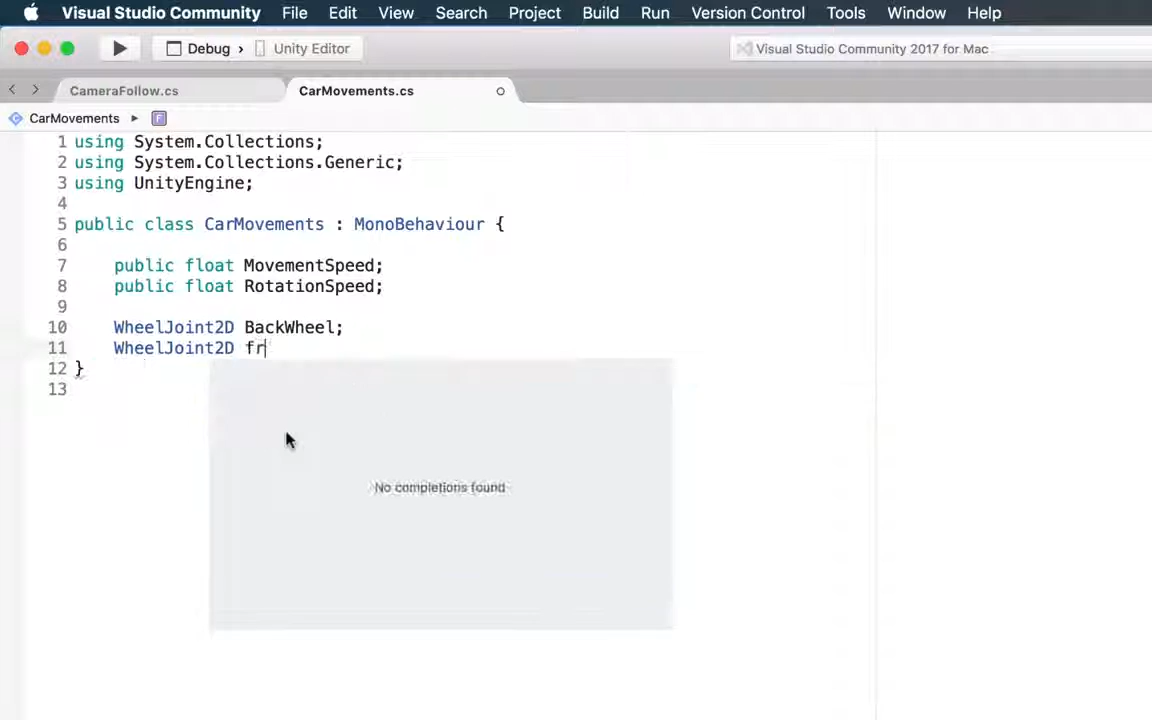 Visual Studio Community File Edit View Search Project Build Run Version Control Tools Window Help
Debug › Unity Editor Visual Studio Community 2017 for Mac
CameraFollow.cs CarMovements.cs
CarMovements F
1 using System.Collections;
2 using System.Collections.Generic;
3 using UnityEngine;
4
5 public class CarMovements : MonoBehaviour {
6
7 public float MovementSpeed;
8 public float RotationSpeed;
9
10 WheelJoint2D BackWheel;
11 WheelJoint2D fr
12 }
13
No completions found